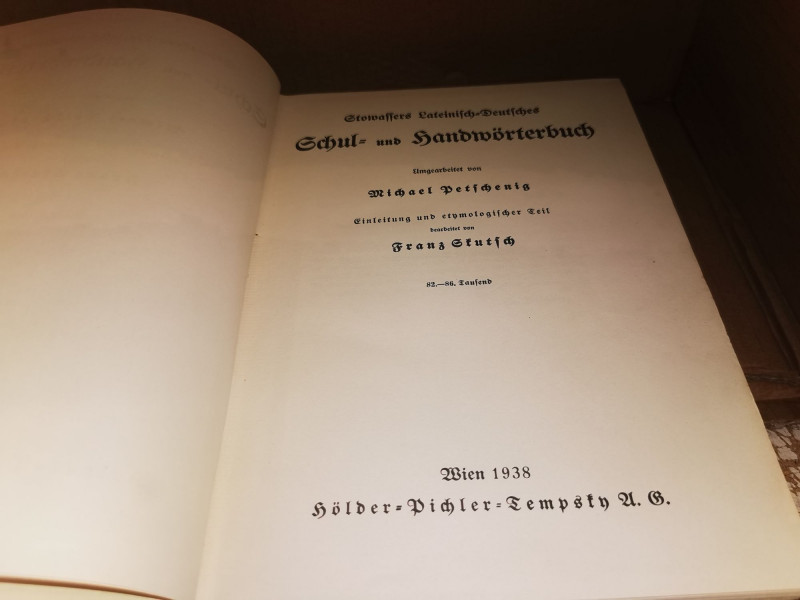 Stowassers Lateinisch-Deutsches
Schul- und Handwörterbuch
Umgearbeitet von
Michael Petschenig
Einleitung und etymologischer Teil
bearbeitet von
Franz Skutsch
82.—86. Tausend
Wien 1938
Hölder-Pichler-Tempsky A. G.